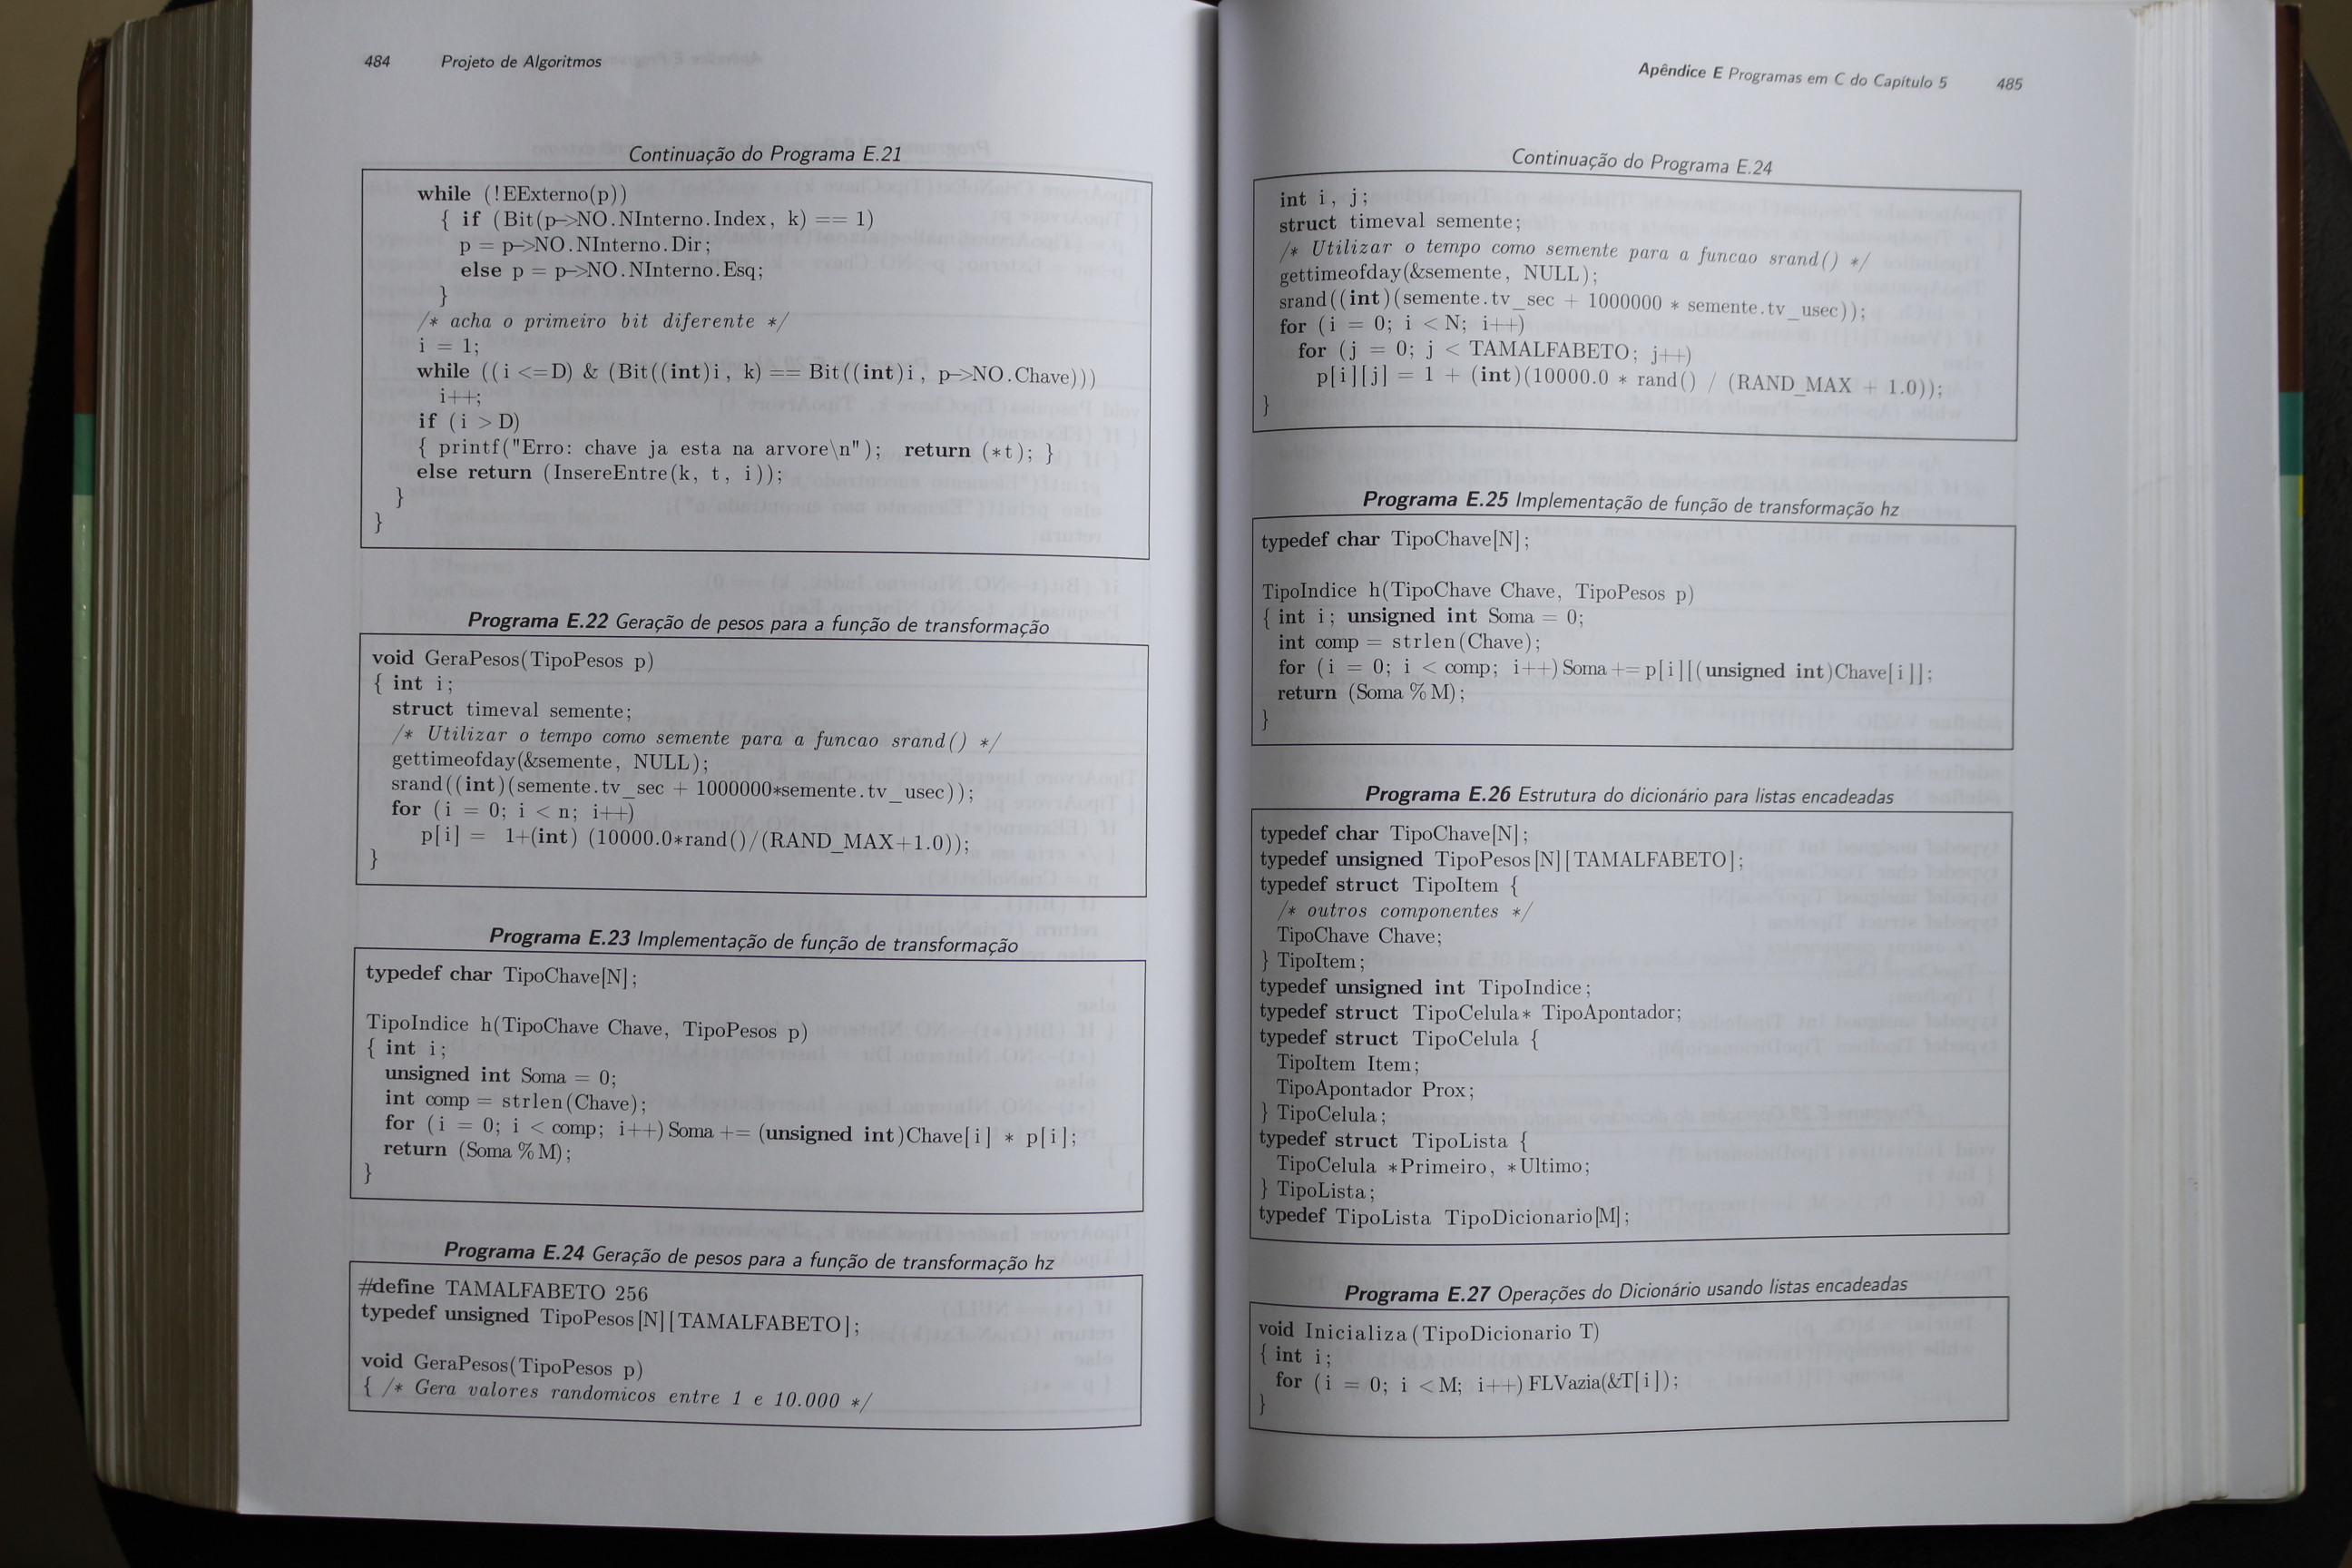 484 Projeto de Algoritmos
Continuação do Programa E.21
while (!EExterno(p))
{ if (Bit(p->NO.NInterno.Index, k) == 1)
p = p->NO.NInterno.Dir;
else p = p->NO.NInterno.Esq;
}
/* acha o primeiro bit diferente */
i = 1;
while ((i <=D) & (Bit((int)i, k) == Bit((int)i, p->NO.Chave)))
i++;
if (i > D)
{ printf("Erro: chave ja esta na arvore\n"); return (*t); }
else return (InsereEntre(k, t, i));
}
}
Programa E.22 Geração de pesos para a função de transformação
void GeraPesos(TipoPesos p)
{ int i;
struct timeval semente;
/* Utilizar o tempo como semente para a funcao srand() */
gettimeofday(&semente, NULL);
srand((int)(semente.tv_sec + 1000000*semente.tv_usec));
for (i = 0; i < n; i++)
p[i] = 1+(int) (10000.0*rand()/(RAND_MAX+1.0));
}
Programa E.23 Implementação de função de transformação
typedef char TipoChave[N];
TipoIndice h(TipoChave Chave, TipoPesos p)
{ int i;
unsigned int Soma = 0;
int comp = strlen(Chave);
for (i = 0; i < comp; i++) Soma += (unsigned int)Chave[i] * p[i];
return (Soma % M);
}
Programa E.24 Geração de pesos para a função de transformação hz
#define TAMALFABETO 256
typedef unsigned TipoPesos[N][TAMALFABETO];
void GeraPesos(TipoPesos p)
{ /* Gera valores randomicos entre 1 e 10.000 */
Apêndice E Programas em C do Capítulo 5 485
Continuação do Programa E.24
int i, j;
struct timeval semente;
/* Utilizar o tempo como semente para a funcao srand() */
gettimeofday(&semente, NULL);
srand((int)(semente.tv_sec + 1000000 * semente.tv_usec));
for (i = 0; i < N; i++)
for (j = 0; j < TAMALFABETO; j++)
p[i][j] = 1 + (int)(10000.0 * rand() / (RAND_MAX + 1.0));
}
Programa E.25 Implementação de função de transformação hz
typedef char TipoChave[N];
TipoIndice h(TipoChave Chave, TipoPesos p)
{ int i; unsigned int Soma = 0;
int comp = strlen(Chave);
for (i = 0; i < comp; i++) Soma += p[i][(unsigned int)Chave[i]];
return (Soma % M);
}
Programa E.26 Estrutura do dicionário para listas encadeadas
typedef char TipoChave[N];
typedef unsigned TipoPesos[N][TAMALFABETO];
typedef struct TipoItem {
/* outros componentes */
TipoChave Chave;
} TipoItem;
typedef unsigned int TipoIndice;
typedef struct TipoCelula* TipoApontador;
typedef struct TipoCelula {
TipoItem Item;
TipoApontador Prox;
} TipoCelula;
typedef struct TipoLista {
TipoCelula *Primeiro, *Ultimo;
} TipoLista;
typedef TipoLista TipoDicionario[M];
Programa E.27 Operações do Dicionário usando listas encadeadas
void Inicializa(TipoDicionario T)
{ int i;
for (i = 0; i < M; i++) FLVazia(&T[i]);
}